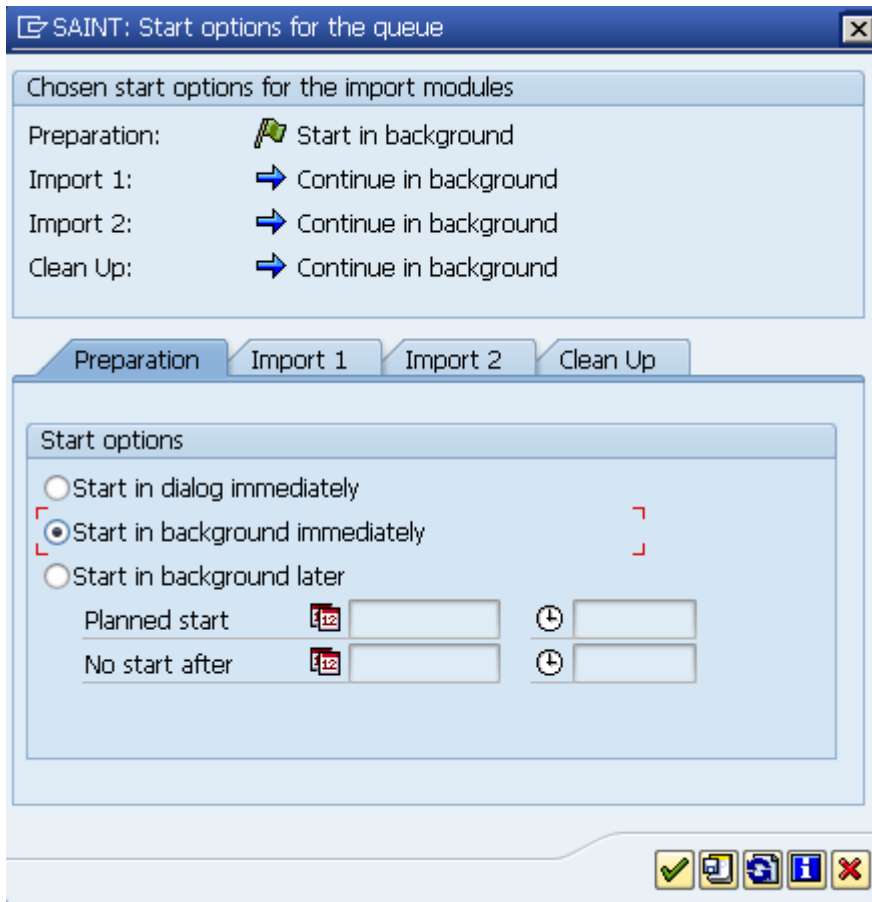 SAINT: Start options for the queue
Chosen start options for the import modules
Preparation: Start in background
Import 1: Continue in background
Import 2: Continue in background
Clean Up: Continue in background
Preparation Import 1 Import 2 Clean Up
Start options
Start in dialog immediately
Start in background immediately
Start in background later
Planned start
No start after